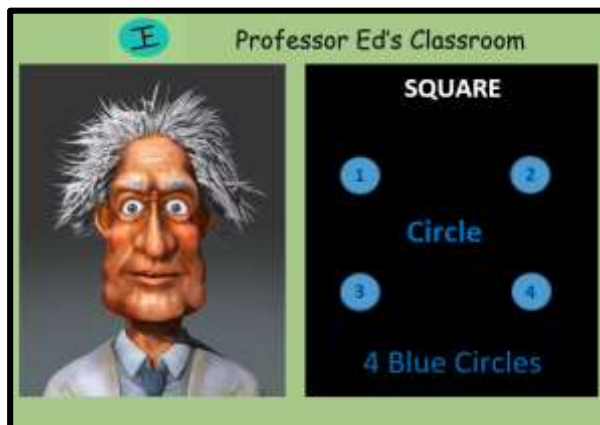 E Professor Ed's Classroom
SQUARE
1 2
Circle
3 4
4 Blue Circles